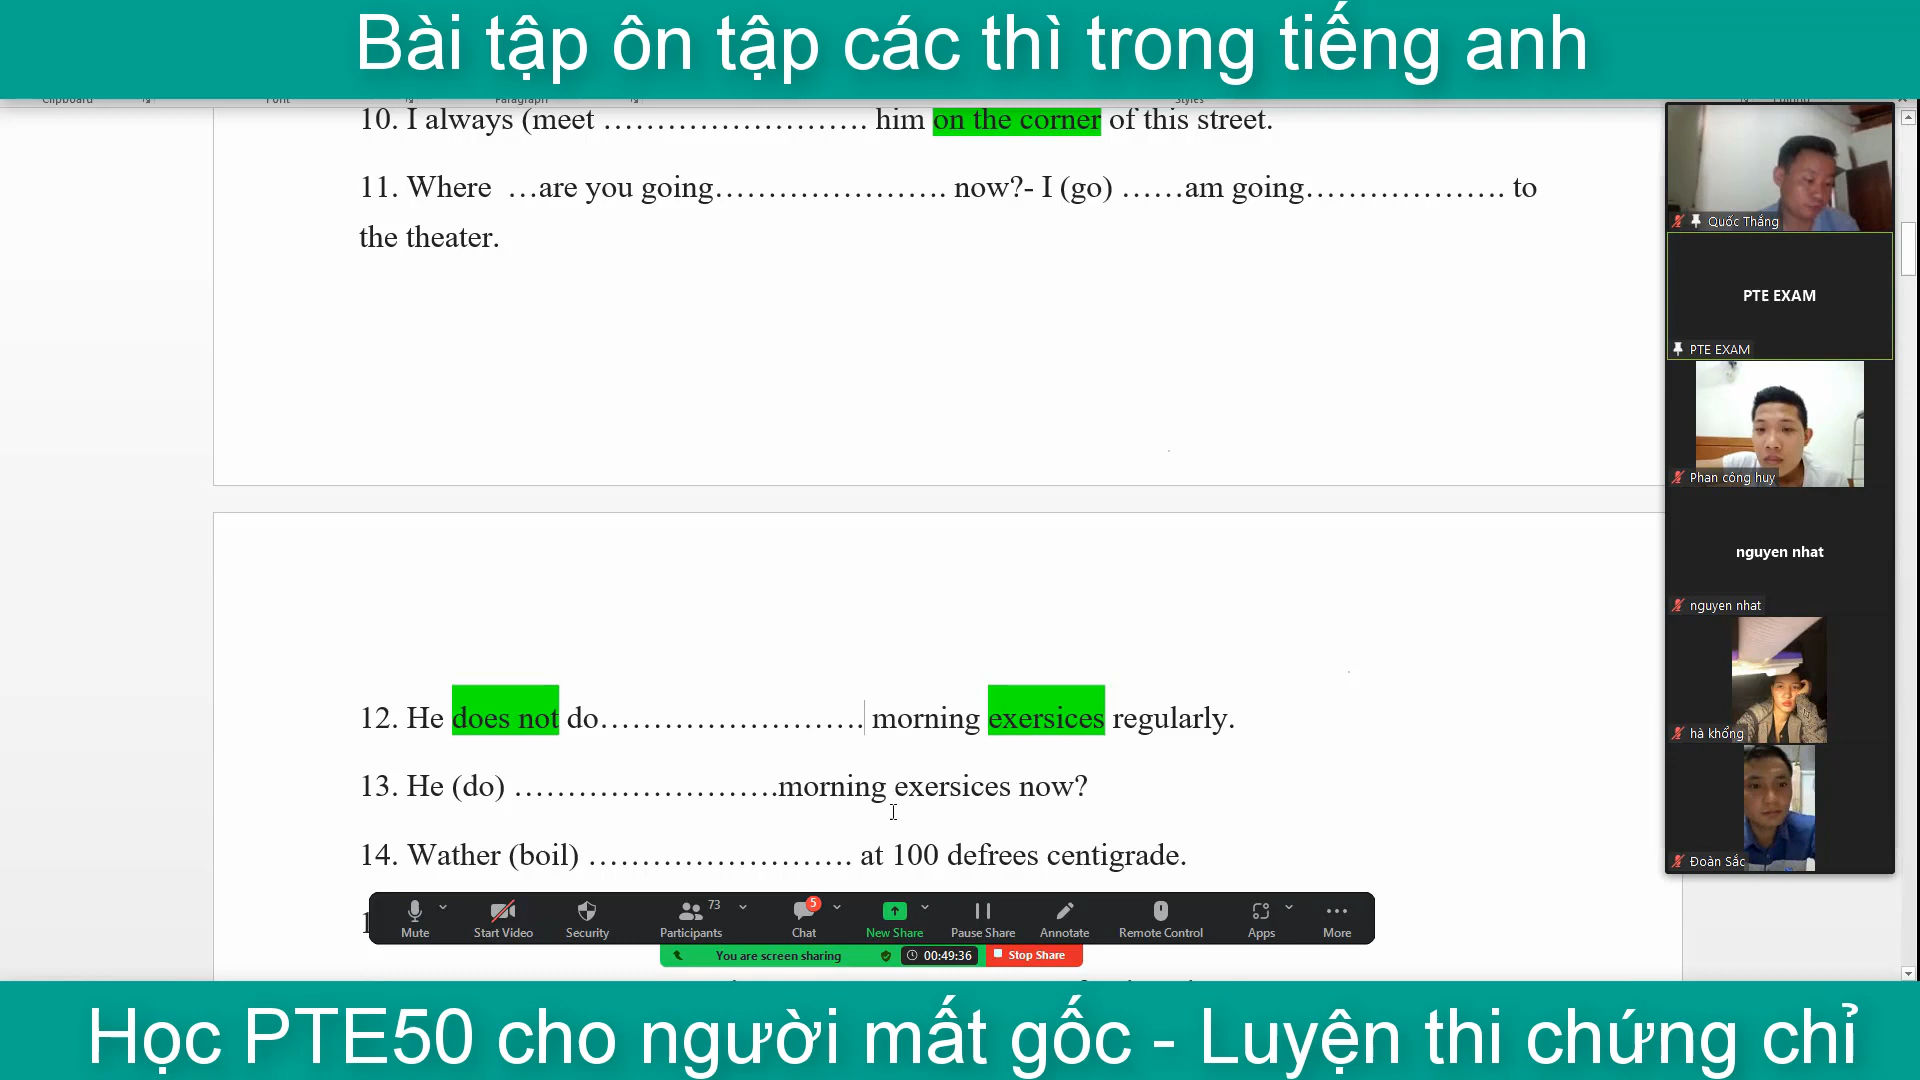 Bài tập ôn tập các thì trong tiếng anh
Clipboard Font Paragraph Styles Editing
10. I always (meet ……………………. him on the corner of this street.
11. Where …are you going…………………. now?- I (go) ……am going………………. to
the theater.
12. He does not do……………………. morning exersices regularly.
13. He (do) …………………….morning exersices now?
14. Wather (boil) ……………………. at 100 defrees centigrade.
Quốc Thắng
PTE EXAM
PTE EXAM
Phan công huy
nguyen nhat
nguyen nhat
hà khổng
Đoàn Sắc
73
5
Mute Start Video Security Participants Chat New Share Pause Share Annotate Remote Control Apps More
You are screen sharing 00:49:36 Stop Share
Học PTE50 cho người mất gốc - Luyện thi chứng chỉ